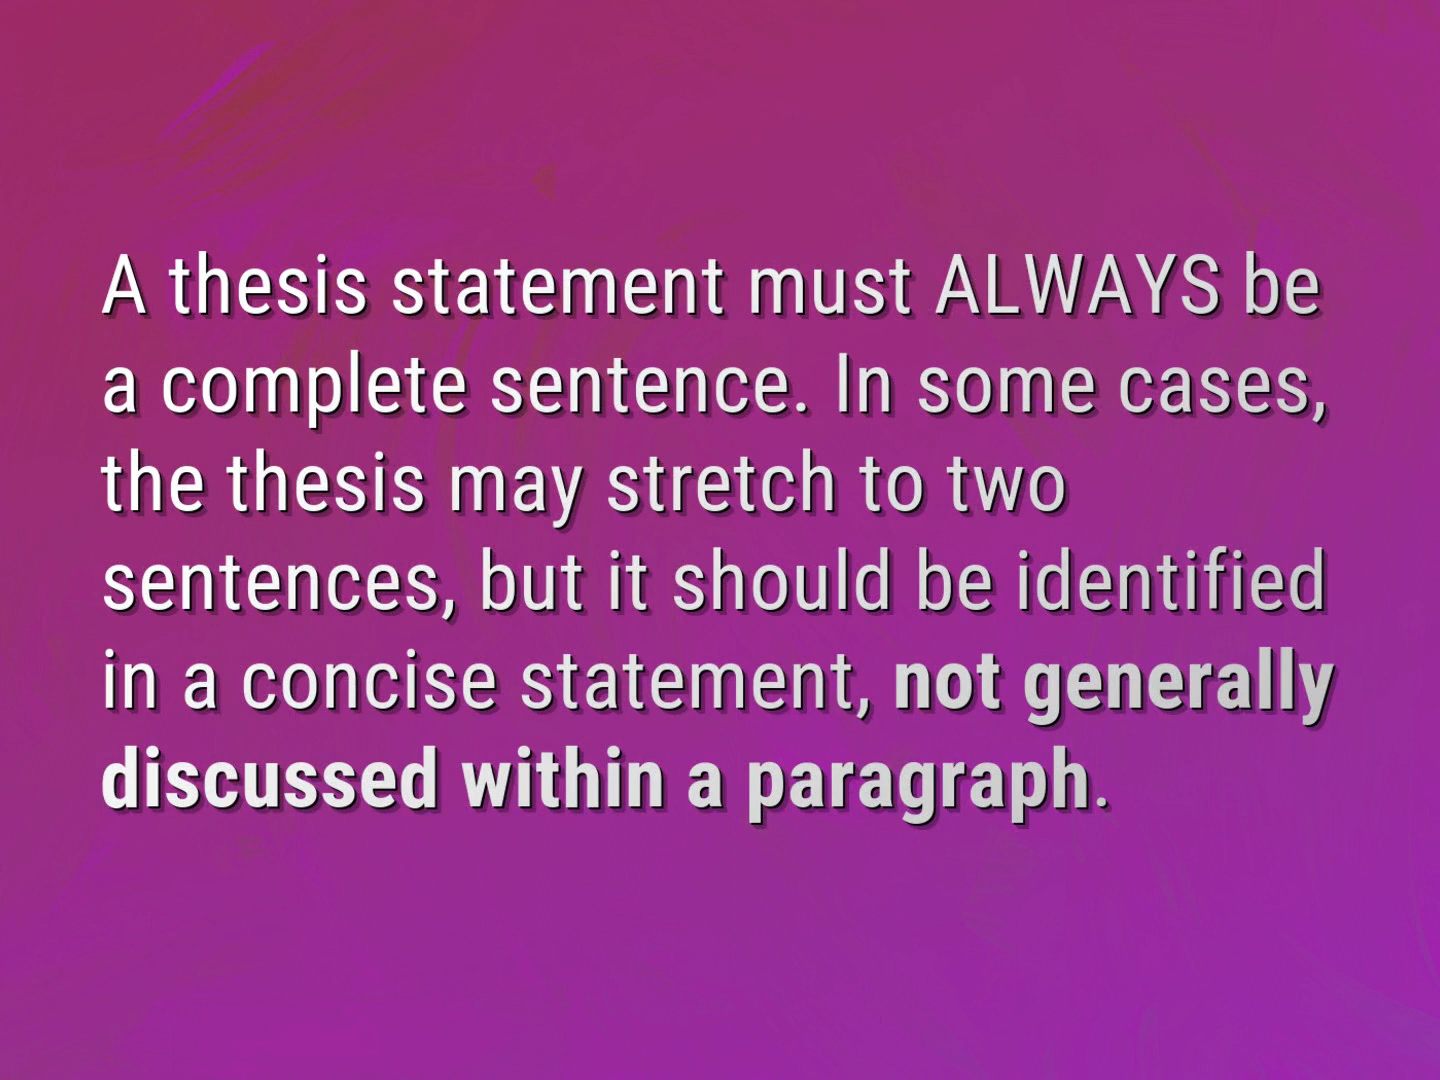 A thesis statement must ALWAYS be
a complete sentence. In some cases,
the thesis may stretch to two
sentences, but it should be identified
in a concise statement, not generally
discussed within a paragraph.